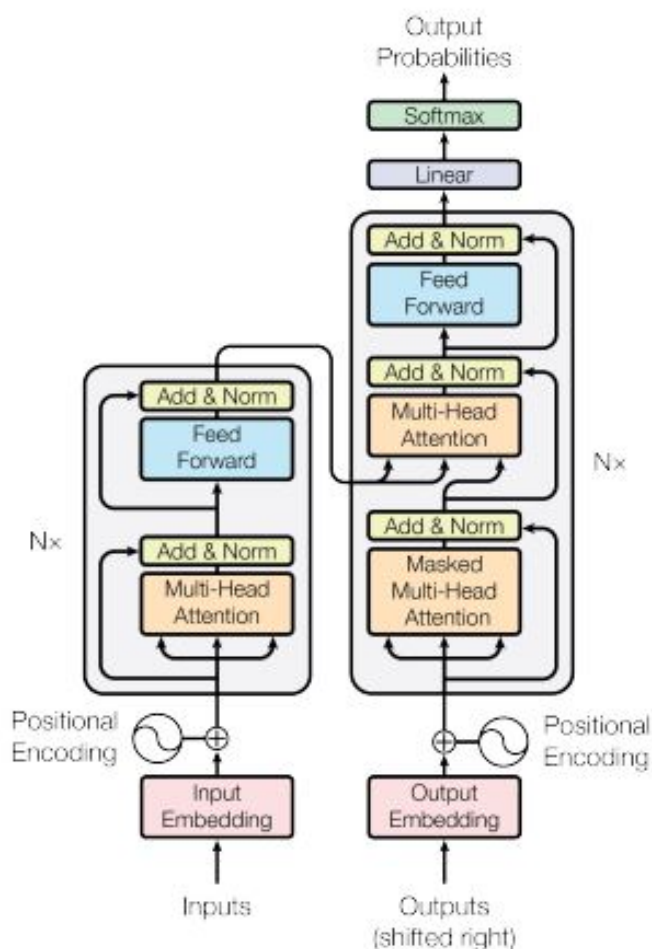 Output
Probabilities
Softmax
Linear
Add & Norm
Feed
Forward
Add & Norm
Multi-Head
Attention
Nx
Add & Norm
Masked
Multi-Head
Attention
Add & Norm
Feed
Forward
Nx
Add & Norm
Multi-Head
Attention
Positional
Encoding
Positional
Encoding
Input
Embedding
Output
Embedding
Inputs
Outputs
(shifted right)